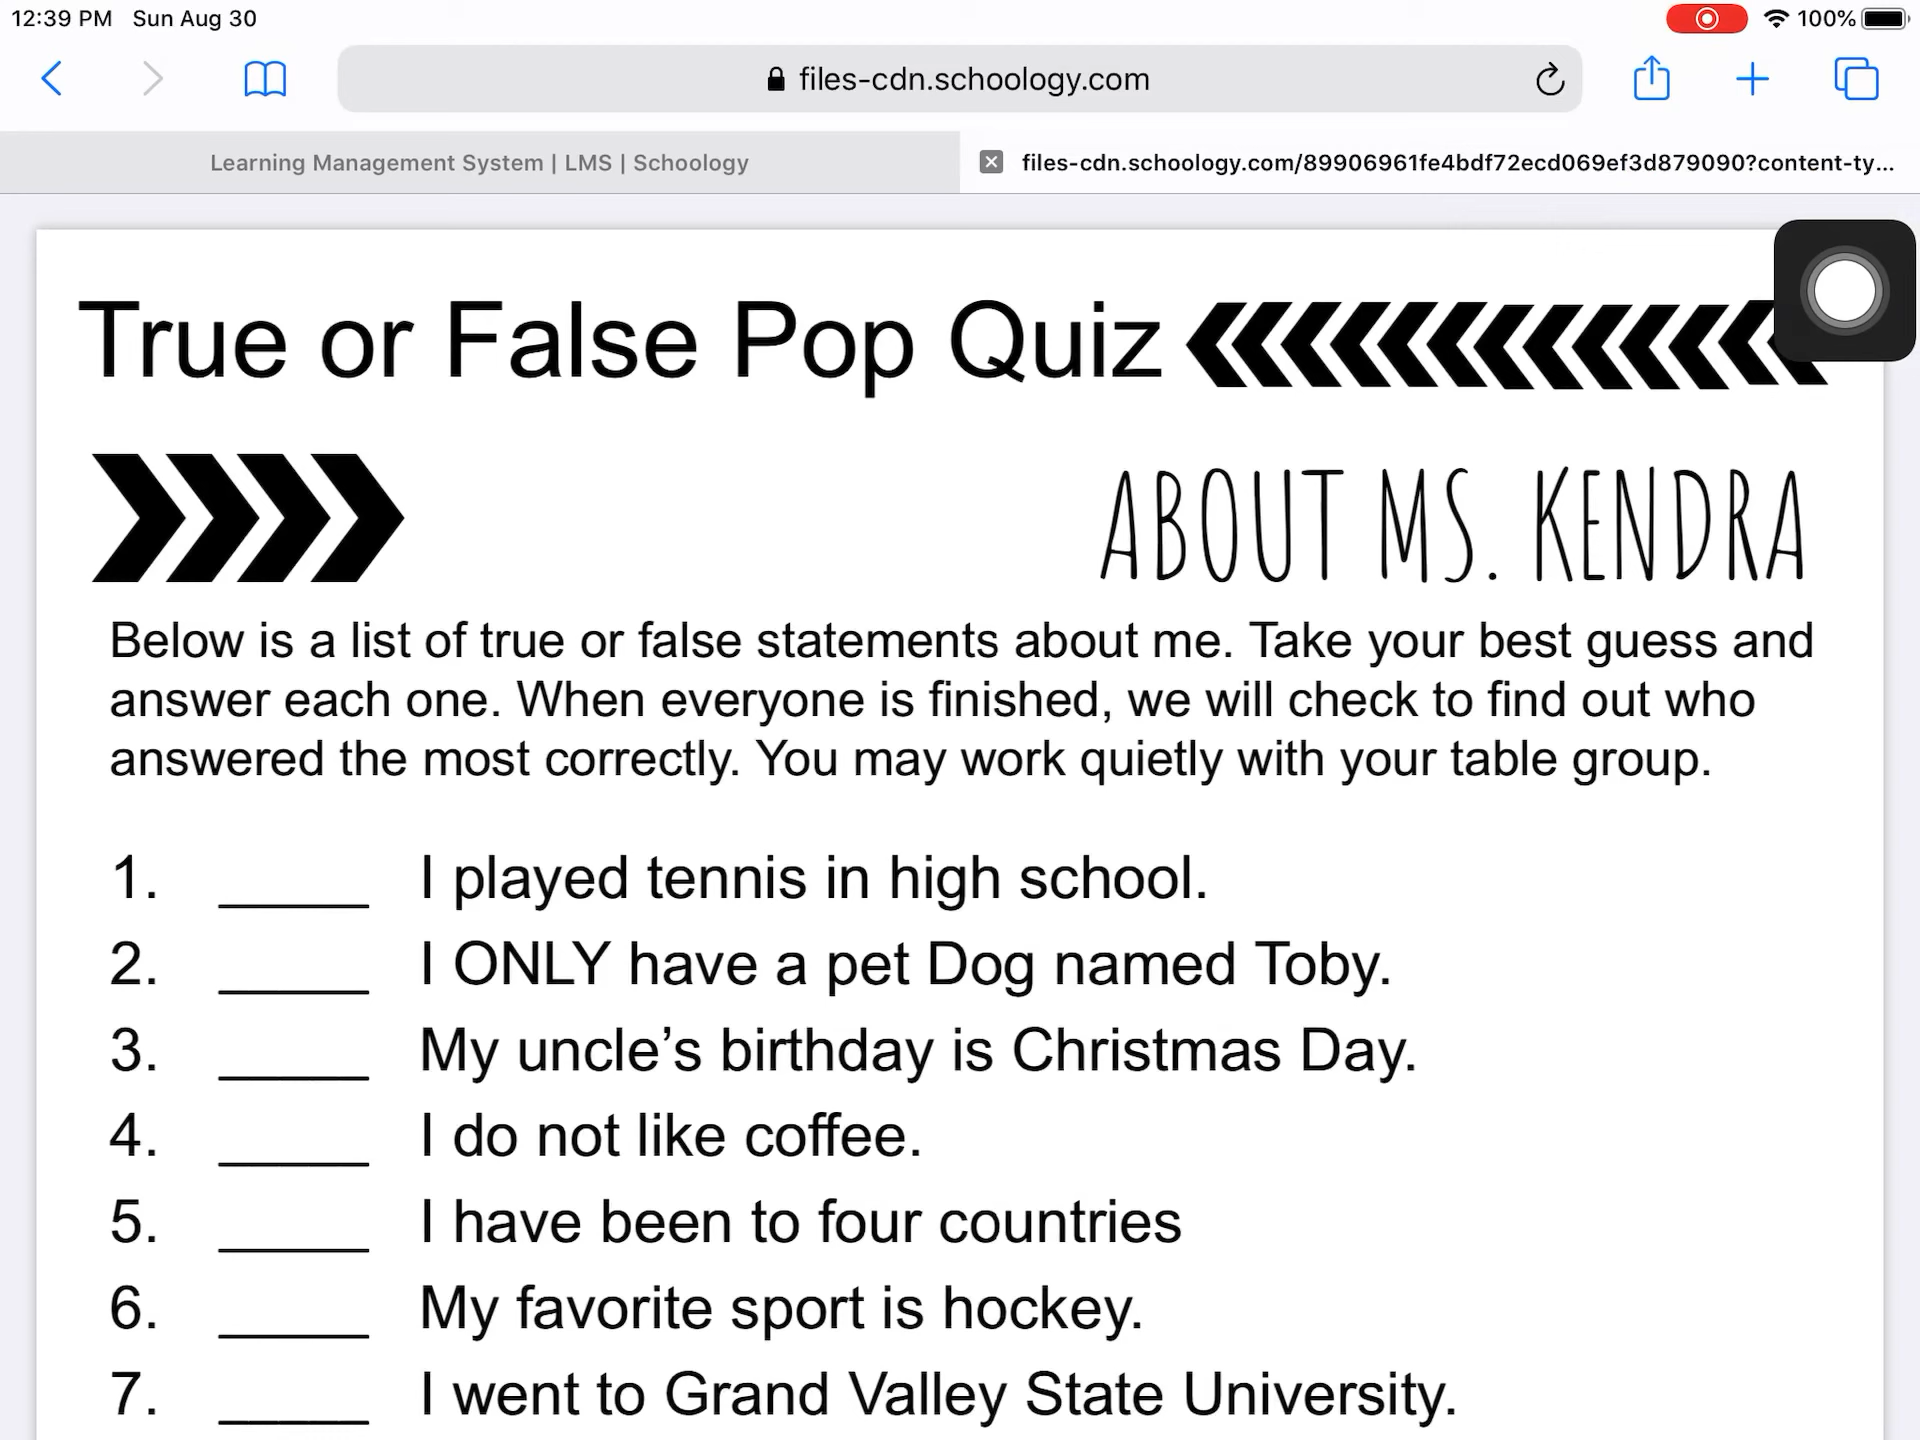 12:39 PM Sun Aug 30
100%
files-cdn.schoology.com
Learning Management System | LMS | Schoology
files-cdn.schoology.com/89906961fe4bdf72ecd069ef3d879090?content-ty...
True or False Pop Quiz
ABOUT MS. KENDRA
Below is a list of true or false statements about me. Take your best guess and
answer each one. When everyone is finished, we will check to find out who
answered the most correctly. You may work quietly with your table group.
1. _____ I played tennis in high school.
2. _____ I ONLY have a pet Dog named Toby.
3. _____ My uncle’s birthday is Christmas Day.
4. _____ I do not like coffee.
5. _____ I have been to four countries
6. _____ My favorite sport is hockey.
7. _____ I went to Grand Valley State University.